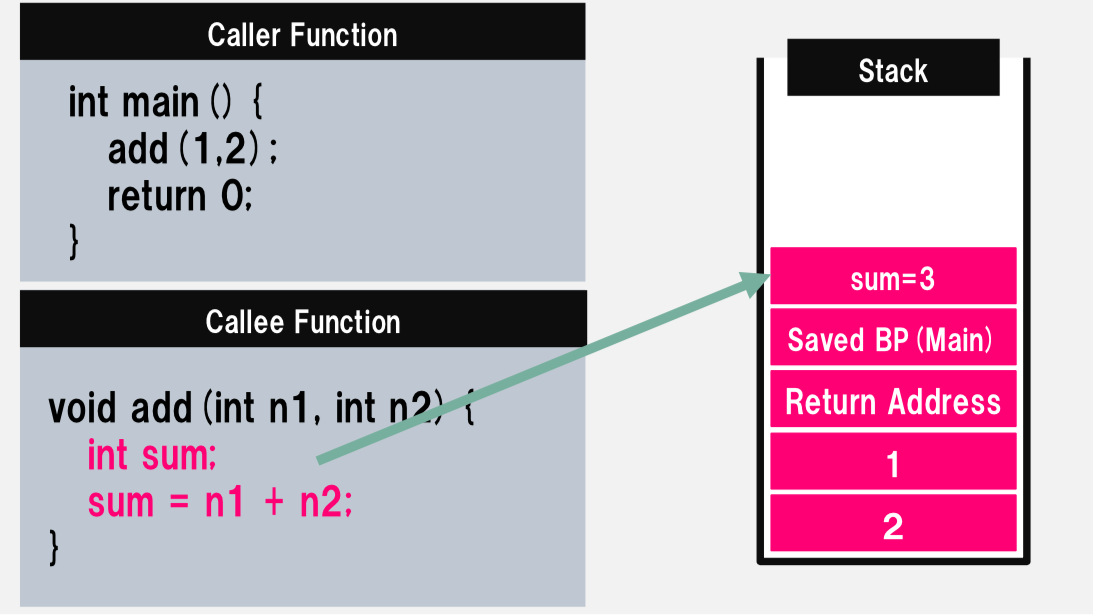 Caller Function
int main() {
add(1,2);
return 0;
}
Callee Function
void add(int n1, int n2) {
int sum;
sum = n1 + n2;
}
Stack
sum=3
Saved BP(Main)
Return Address
1
2